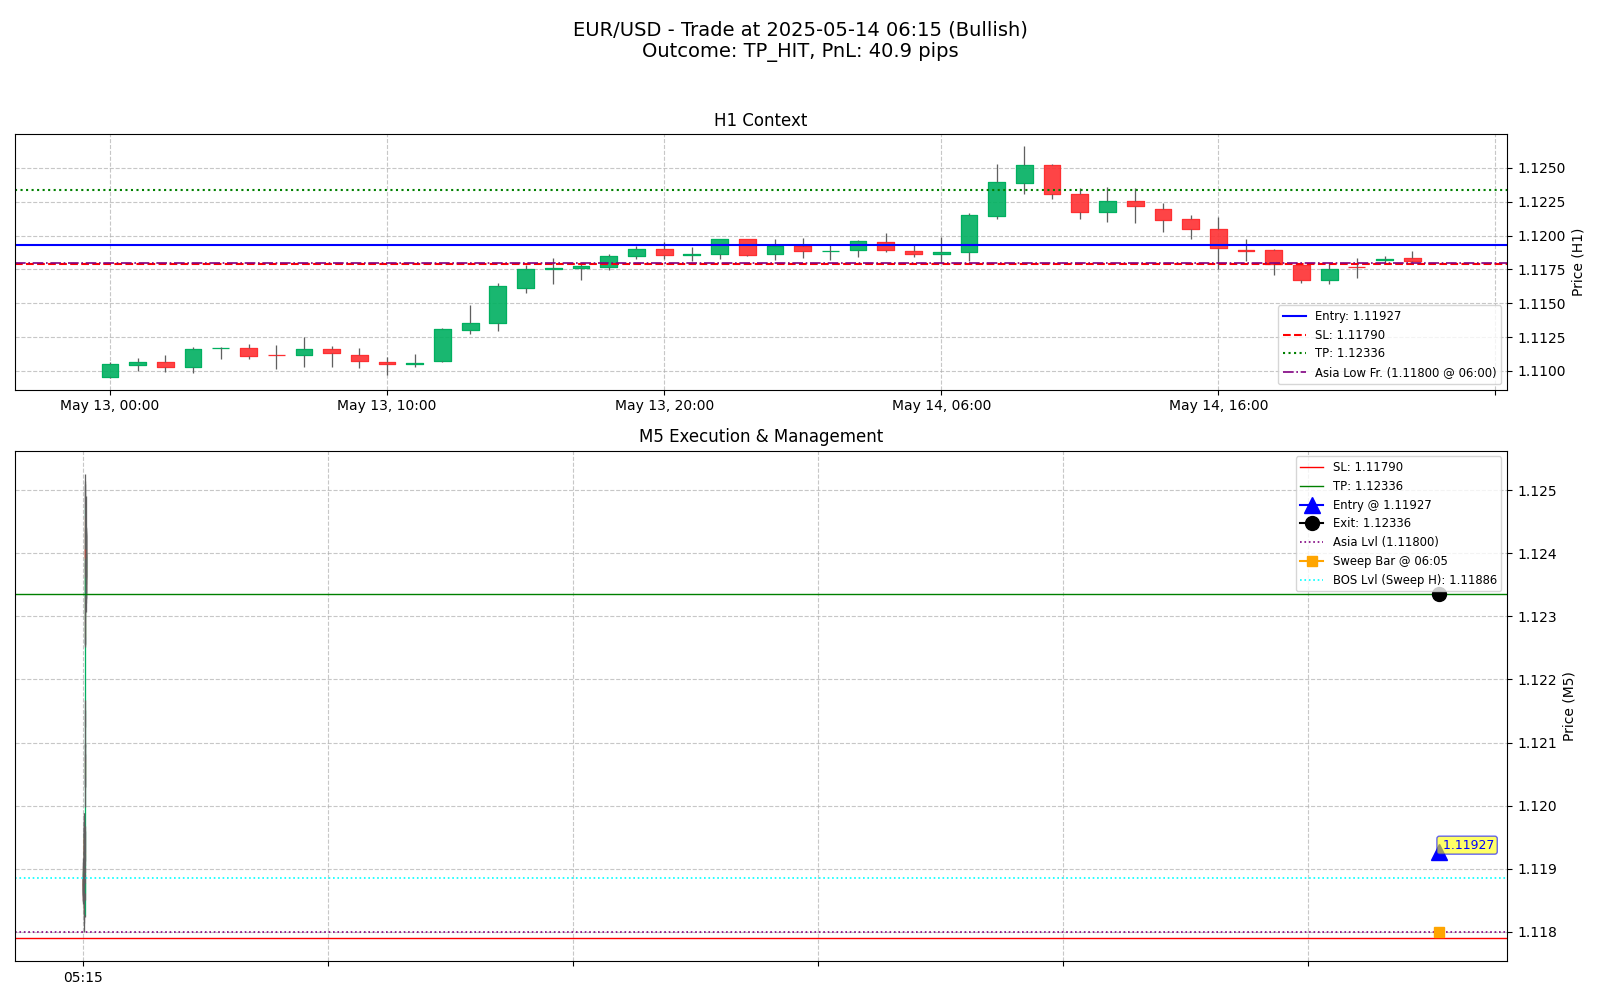 EUR/USD - Trade at 2025-05-14 06:15 (Bullish)
Outcome: TP_HIT, PnL: 40.9 pips
H1 Context
1.1250
1.1225
1.1200
1.1175
1.1150
1.1125
1.1100
Price (H1)
Entry: 1.11927
SL: 1.11790
TP: 1.12336
Asia Low Fr. (1.11800 @ 06:00)
May 13, 00:00
May 13, 10:00
May 13, 20:00
May 14, 06:00
May 14, 16:00
M5 Execution & Management
SL: 1.11790
TP: 1.12336
Entry @ 1.11927
Exit: 1.12336
Asia Lvl (1.11800)
Sweep Bar @ 06:05
BOS Lvl (Sweep H): 1.11886
1.125
1.124
1.123
1.122
1.121
1.120
1.119
1.118
Price (M5)
1.11927
05:15